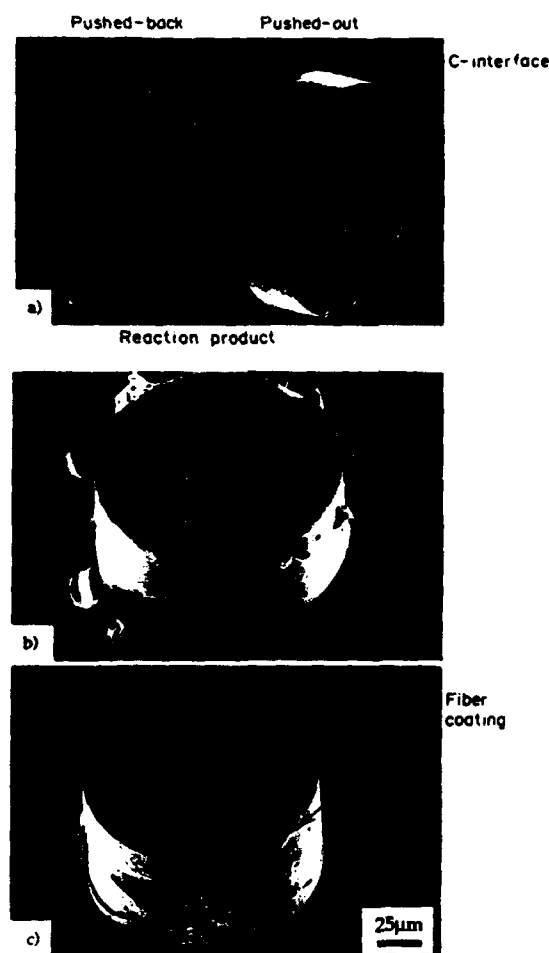 Pushed-back Pushed-out
C-interface
a)
Reaction product
b)
Fiber
coating
25μm
c)